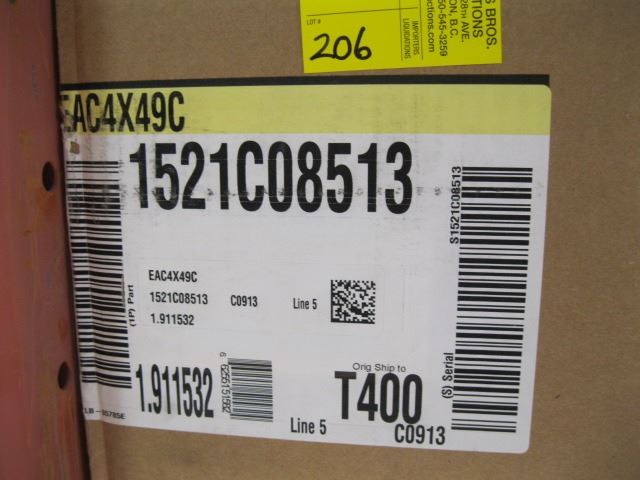 S BROS.
TIONS
28TH AVE.
ON, B.C.
50-545-3259
ctions.com
IMPORTERS
LIQUIDATIONS
LOT #
206
EAC4X49C
1521C08513
S1521C08513
(1P) Part
EAC4X49C
1521C08513 C0913 Line 5
1.911532
(S) Serial
1.911532
Orig Ship to
T400
Line 5
C0913